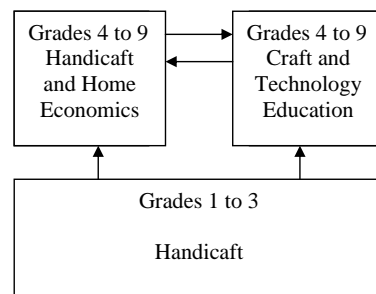 Grades 4 to 9
Handicaft
and Home
Economics
Grades 4 to 9
Craft and
Technology
Education
Grades 1 to 3
Handicaft